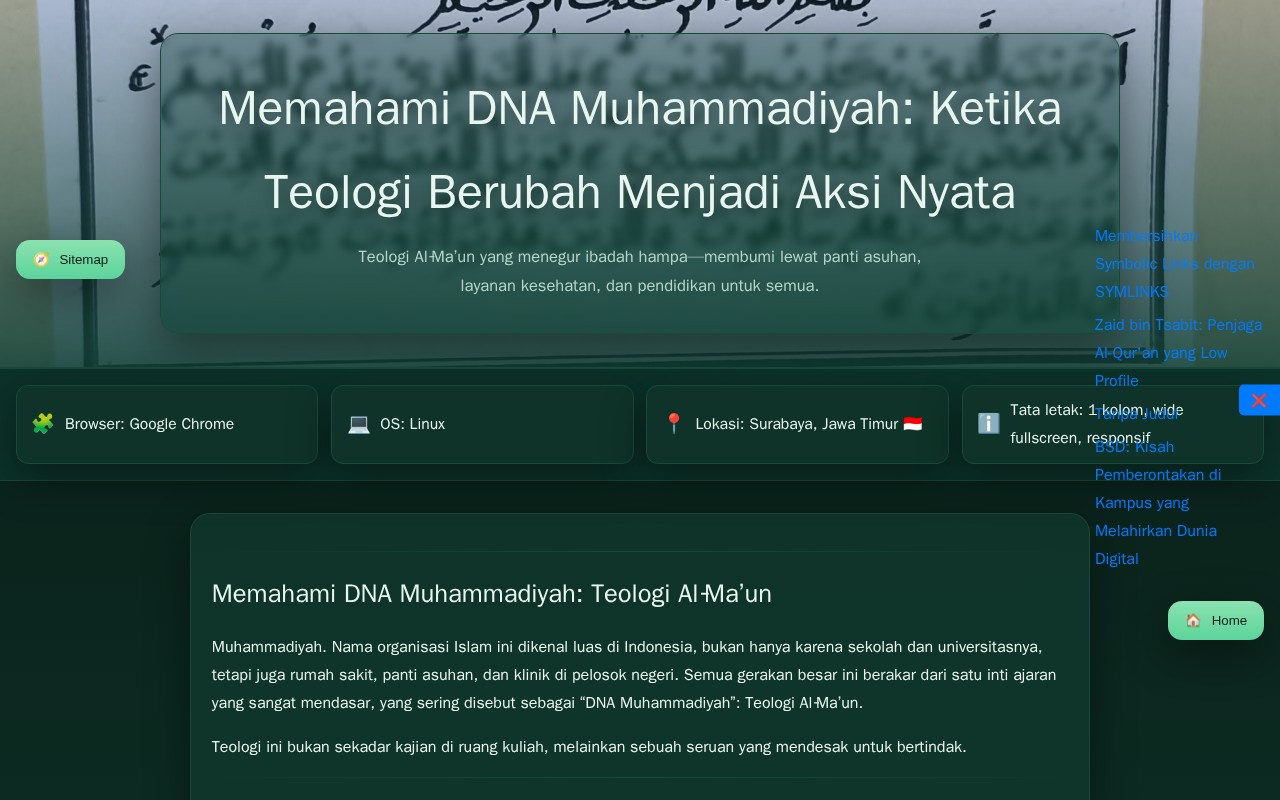 بِسْمِ اللَّهِ الرَّحْمَٰنِ الرَّحِيمِ
Memahami DNA Muhammadiyah: Ketika
Teologi Berubah Menjadi Aksi Nyata
Teologi Al-Ma’un yang menegur ibadah hampa—membumi lewat panti asuhan,
layanan kesehatan, dan pendidikan untuk semua.
Sitemap
Membersihkan
Symbolic Links dengan
SYMLINKS
Zaid bin Tsabit: Penjaga
Al-Qur'an yang Low
Profile
Tanpa Judul
BSD: Kisah
Pemberontakan di
Kampus yang
Melahirkan Dunia
Digital
Browser: Google Chrome
OS: Linux
Lokasi: Surabaya, Jawa Timur
Tata letak: 1 kolom, wide
fullscreen, responsif
Home
Memahami DNA Muhammadiyah: Teologi Al-Ma’un
Muhammadiyah. Nama organisasi Islam ini dikenal luas di Indonesia, bukan hanya karena sekolah dan universitasnya,
tetapi juga rumah sakit, panti asuhan, dan klinik di pelosok negeri. Semua gerakan besar ini berakar dari satu inti ajaran
yang sangat mendasar, yang sering disebut sebagai “DNA Muhammadiyah”: Teologi Al-Ma’un.
Teologi ini bukan sekadar kajian di ruang kuliah, melainkan sebuah seruan yang mendesak untuk bertindak.